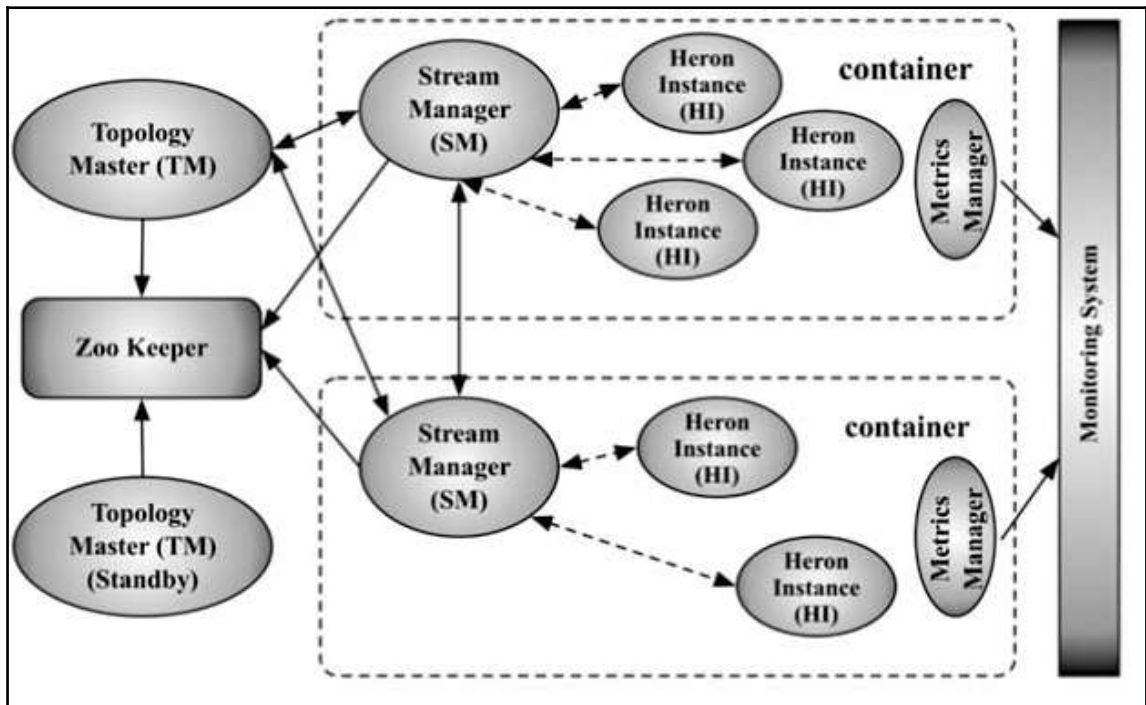 Topology
Master (TM)
Zoo Keeper
Topology
Master (TM)
(Standby)
Stream
Manager
(SM)
Heron
Instance
(HI)
Heron
Instance
(HI)
Heron
Instance
(HI)
container
Metrics
Manager
Stream
Manager
(SM)
Heron
Instance
(HI)
Heron
Instance
(HI)
container
Metrics
Manager
Monitoring System